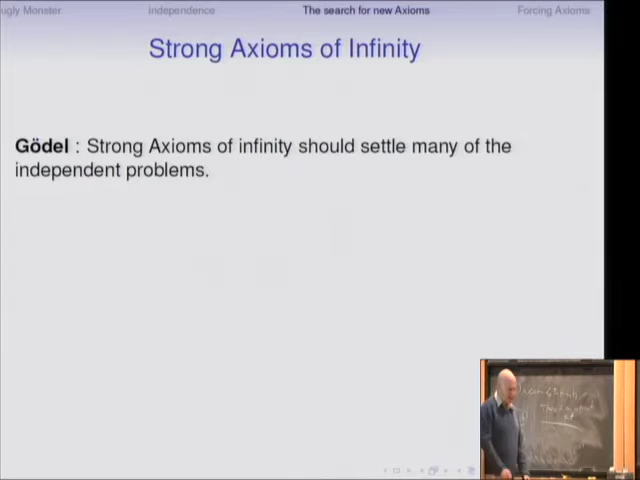 ugly Monster
independence
The search for new Axioms
Forcing Axioms
Strong Axioms of Infinity
Gödel : Strong Axioms of infinity should settle many of the
independent problems.